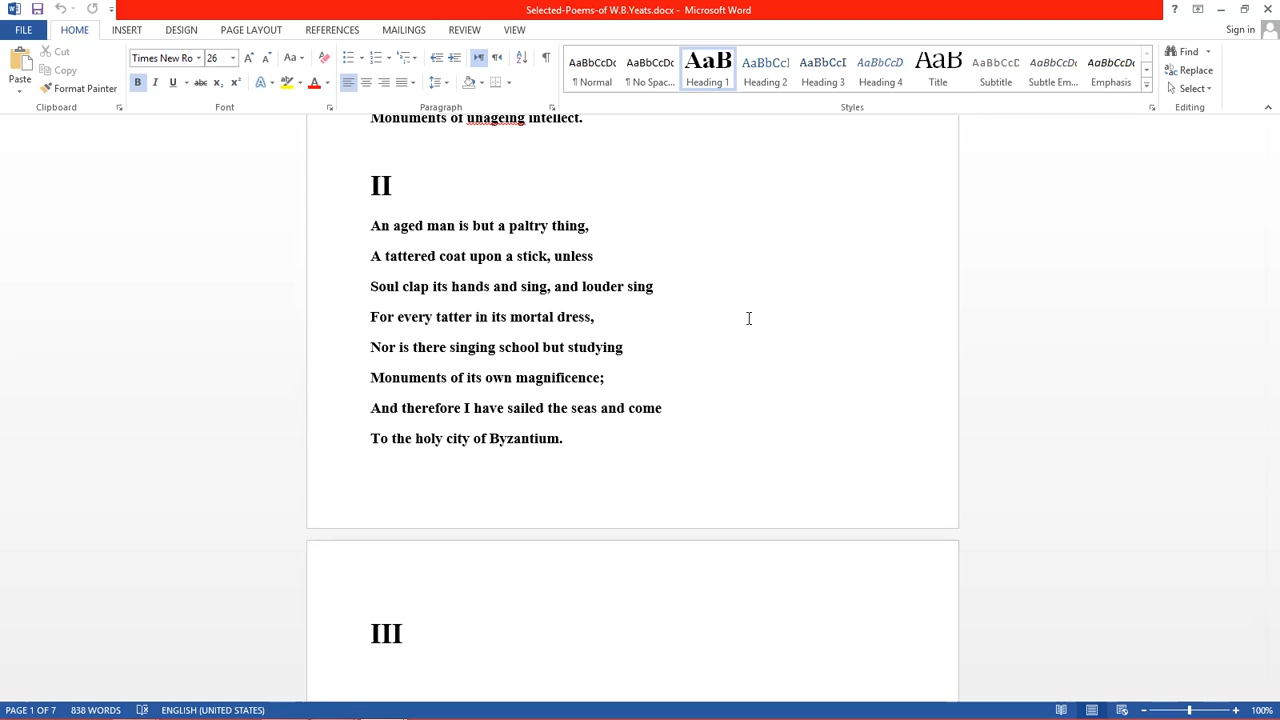 Selected-Poems-of W.B.Yeats.docx - Microsoft Word
Sign in
FILE HOME INSERT DESIGN PAGE LAYOUT REFERENCES MAILINGS REVIEW VIEW
Paste
Cut
Copy
Format Painter
Clipboard
Times New Ro 26
Font
Paragraph
AaBbCcDc ¶ Normal
AaBbCcDc ¶ No Spac...
AaB Heading 1
AaBbCcI Heading 2
AaBbCcI Heading 3
AaBbCcD Heading 4
AaB Title
AaBbCcD Subtitle
AaBbCcDt Subtle Em...
AaBbCcDt Emphasis
Styles
Find
Replace
Select
Editing
Monuments of unageing intellect.
II
An aged man is but a paltry thing,
A tattered coat upon a stick, unless
Soul clap its hands and sing, and louder sing
For every tatter in its mortal dress,
Nor is there singing school but studying
Monuments of its own magnificence;
And therefore I have sailed the seas and come
To the holy city of Byzantium.
III
PAGE 1 OF 7 838 WORDS ENGLISH (UNITED STATES) 100%